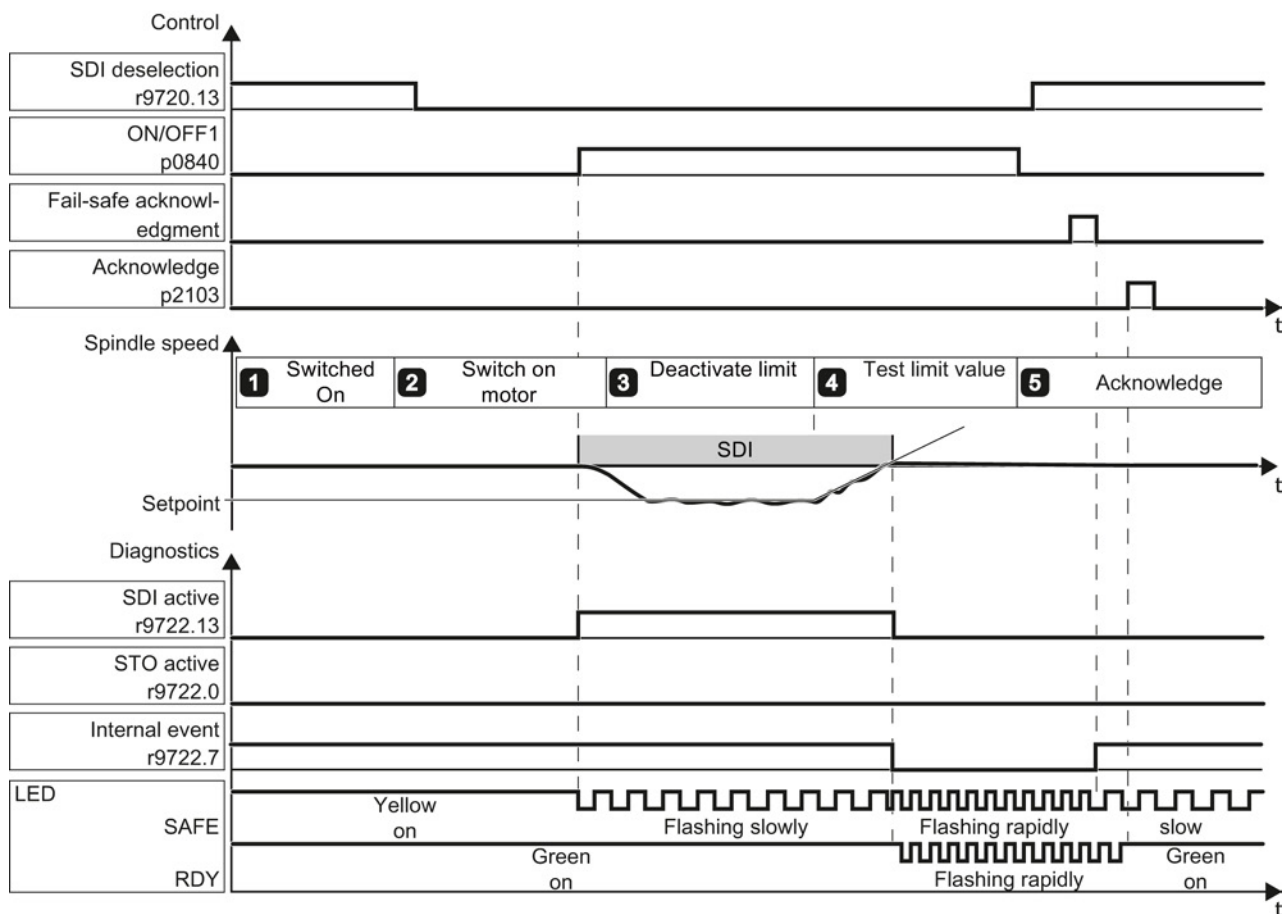 Control
SDI deselection
r9720.13
ON/OFF1
p0840
Fail-safe acknowl-
edgment
Acknowledge
p2103
t
Spindle speed
1 Switched
On
2 Switch on
motor
3 Deactivate limit
4 Test limit value
5 Acknowledge
SDI
Setpoint
t
Diagnostics
SDI active
r9722.13
STO active
r9722.0
Internal event
r9722.7
LED
SAFE
Yellow
on
Flashing slowly
Flashing rapidly
slow
RDY
Green
on
Flashing rapidly
Green
on
t